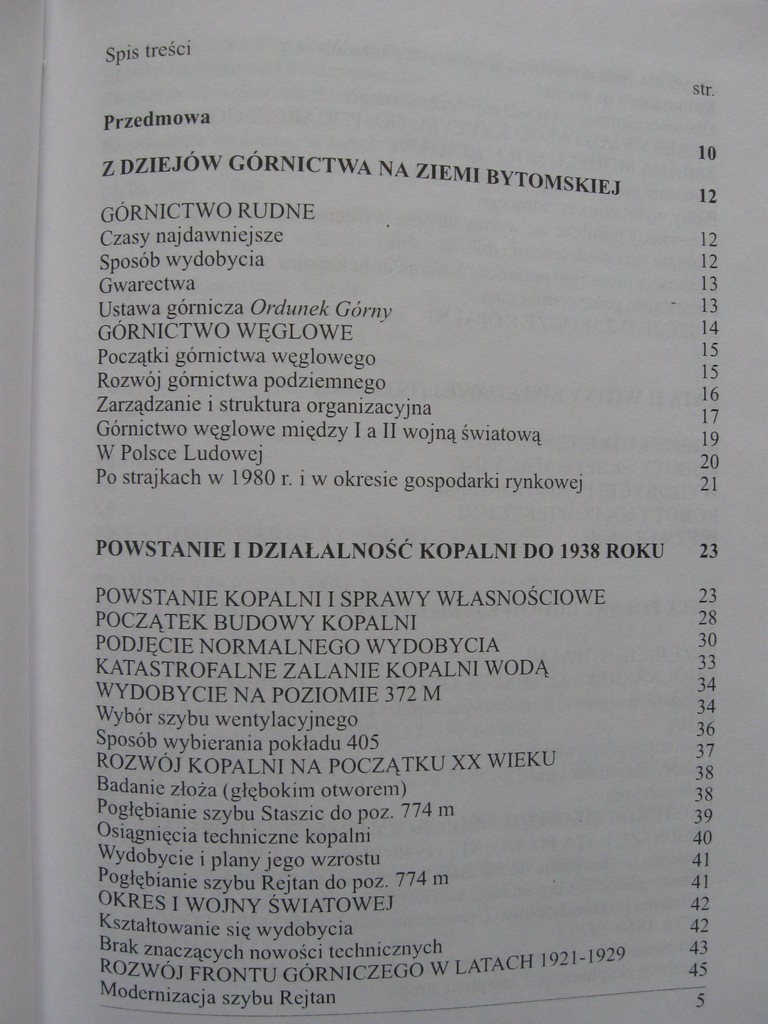 Spis treści
str.
Przedmowa 10
Z DZIEJÓW GÓRNICTWA NA ZIEMI BYTOMSKIEJ 12
GÓRNICTWO RUDNE 12
Czasy najdawniejsze 12
Sposób wydobycia 13
Gwarectwa 13
Ustawa górnicza Ordunek Górny 14
GÓRNICTWO WĘGLOWE 15
Początki górnictwa węglowego 15
Rozwój górnictwa podziemnego 16
Zarządzanie i struktura organizacyjna 17
Górnictwo węglowe między I a II wojną światową 19
W Polsce Ludowej 20
Po strajkach w 1980 r. i w okresie gospodarki rynkowej 21
POWSTANIE I DZIAŁALNOŚĆ KOPALNI DO 1938 ROKU 23
POWSTANIE KOPALNI I SPRAWY WŁASNOŚCIOWE 23
POCZĄTEK BUDOWY KOPALNI 28
PODJĘCIE NORMALNEGO WYDOBYCIA 30
KATASTROFALNE ZALANIE KOPALNI WODĄ 33
WYDOBYCIE NA POZIOMIE 372 M 34
Wybór szybu wentylacyjnego 34
Sposób wybierania pokładu 405 36
ROZWÓJ KOPALNI NA POCZĄTKU XX WIEKU 37
Badanie złoża (głębokim otworem) 38
Pogłębianie szybu Staszic do poz. 774 m 38
Osiągnięcia techniczne kopalni 39
Wydobycie i plany jego wzrostu 40
Pogłębianie szybu Rejtan do poz. 774 m 41
OKRES I WOJNY ŚWIATOWEJ 41
Kształtowanie się wydobycia 42
Brak znaczących nowości technicznych 42
ROZWÓJ FRONTU GÓRNICZEGO W LATACH 1921-1929 43
Modernizacja szybu Rejtan 45
5